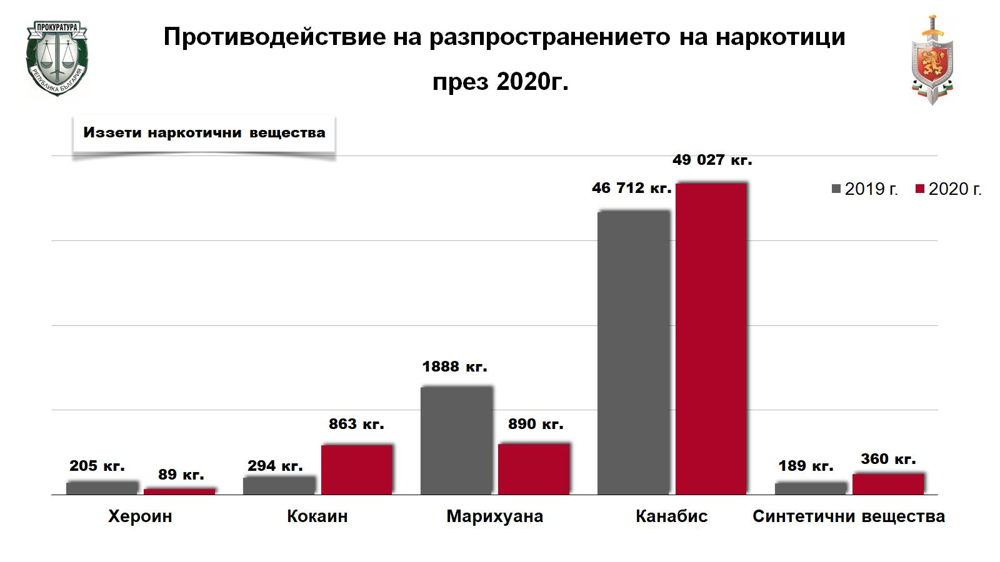 ПРОКУРАТУРА
РЕПУБЛИКА БЪЛГАРИЯ
Противодействие на разпространението на наркотици
през 2020г.
Иззети наркотични вещества
49 027 кг.
46 712 кг.
2019 г. 2020 г.
1888 кг.
863 кг.
890 кг.
205 кг.
89 кг.
294 кг.
189 кг.
360 кг.
Хероин Кокаин Марихуана Канабис Синтетични вещества